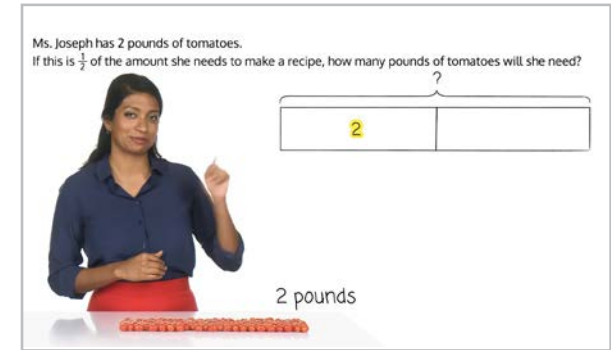 Ms. Joseph has 2 pounds of tomatoes.
If this is 1/2 of the amount she needs to make a recipe, how many pounds of tomatoes will she need?
?
2
2 pounds